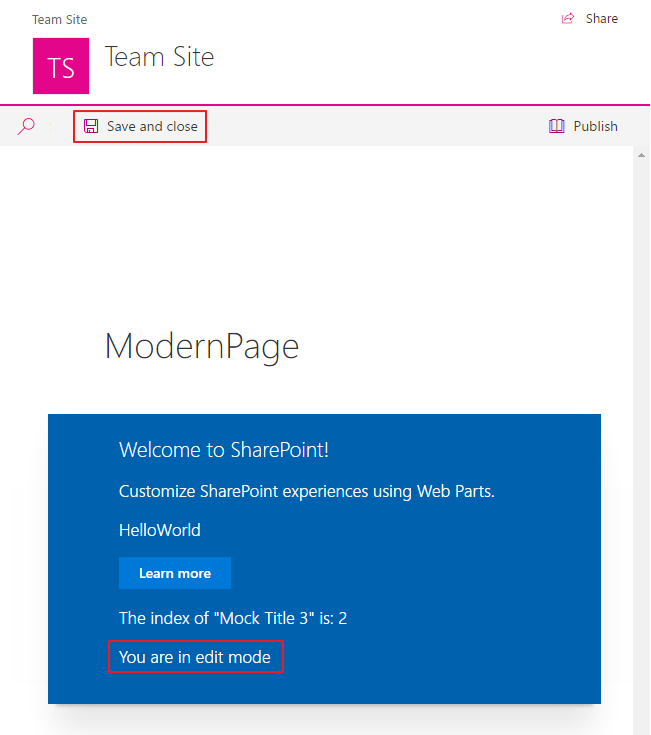 Team Site
Share
TS
Team Site
Save and close
Publish
ModernPage
Welcome to SharePoint!
Customize SharePoint experiences using Web Parts.
HelloWorld
Learn more
The index of "Mock Title 3" is: 2
You are in edit mode